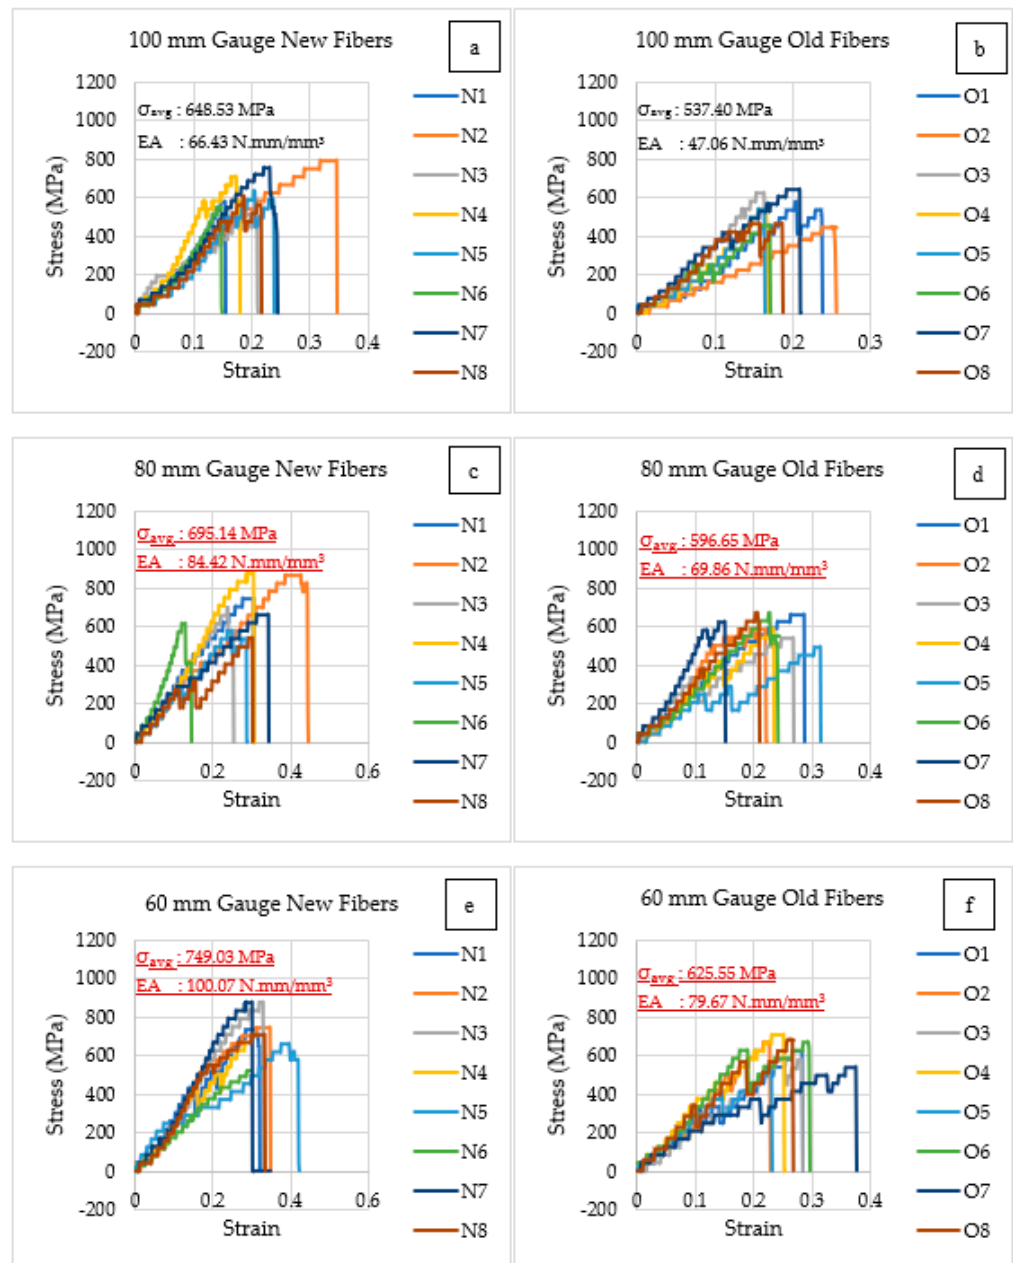 100 mm Gauge New Fibers
a
1200
1000
800
600
400
200
0
-200
Stress (MPa)
σavg : 648.53 MPa
EA : 66.43 N.mm/mm³
0 0.1 0.2 0.3 0.4
Strain
N1
N2
N3
N4
N5
N6
N7
N8
100 mm Gauge Old Fibers
b
1200
1000
800
600
400
200
0
-200
Stress (MPa)
σavg : 537.40 MPa
EA : 47.06 N.mm/mm³
0 0.1 0.2 0.3
Strain
O1
O2
O3
O4
O5
O6
O7
O8
80 mm Gauge New Fibers
c
1200
1000
800
600
400
200
0
-200
Stress (MPa)
σavg : 695.14 MPa
EA : 84.42 N.mm/mm³
0 0.2 0.4 0.6
Strain
N1
N2
N3
N4
N5
N6
N7
N8
80 mm Gauge Old Fibers
d
1200
1000
800
600
400
200
0
-200
Stress (MPa)
σavg : 596.65 MPa
EA : 69.86 N.mm/mm³
0 0.1 0.2 0.3 0.4
Strain
O1
O2
O3
O4
O5
O6
O7
O8
60 mm Gauge New Fibers
e
1200
1000
800
600
400
200
0
-200
Stress (MPa)
σavg : 749.03 MPa
EA : 100.07 N.mm/mm³
0 0.2 0.4 0.6
Strain
N1
N2
N3
N4
N5
N6
N7
N8
60 mm Gauge Old Fibers
f
1200
1000
800
600
400
200
0
-200
Stress (MPa)
σavg : 625.55 MPa
EA : 79.67 N.mm/mm³
0 0.1 0.2 0.3 0.4
Strain
O1
O2
O3
O4
O5
O6
O7
O8